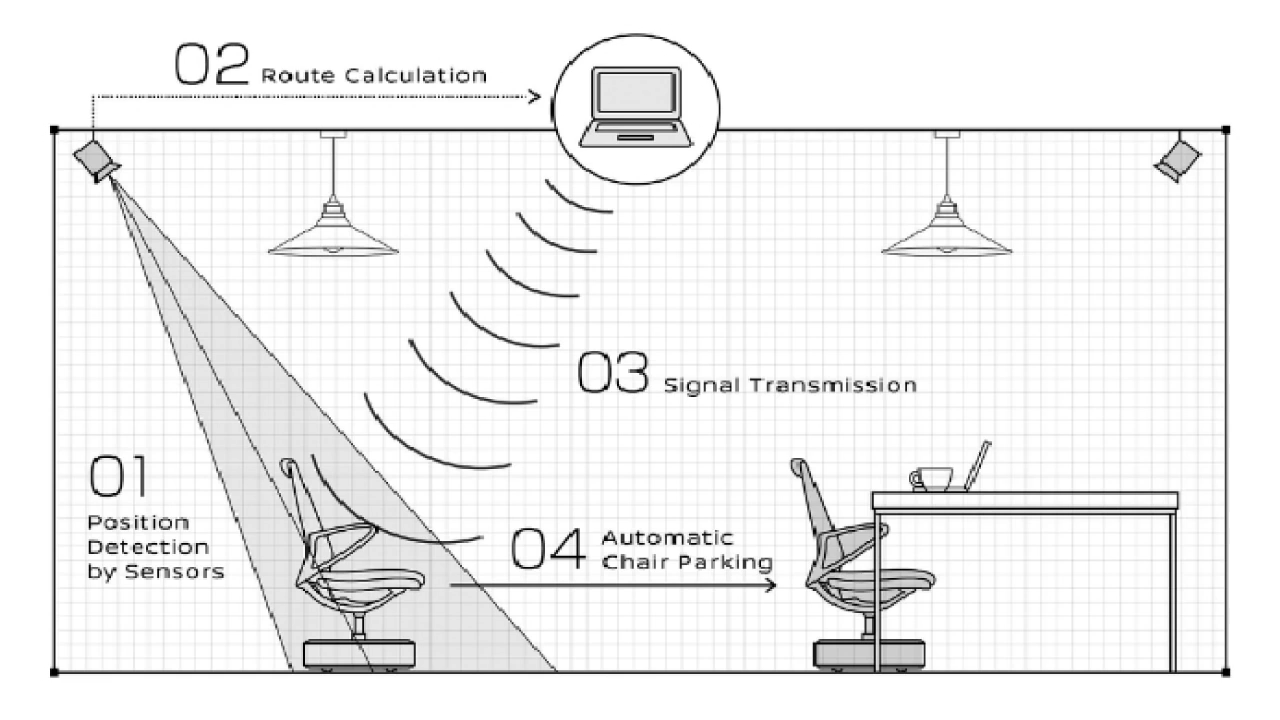 02 Route Calculation
03 Signal Transmission
01
Position
Detection
by Sensors
04 Automatic
Chair Parking